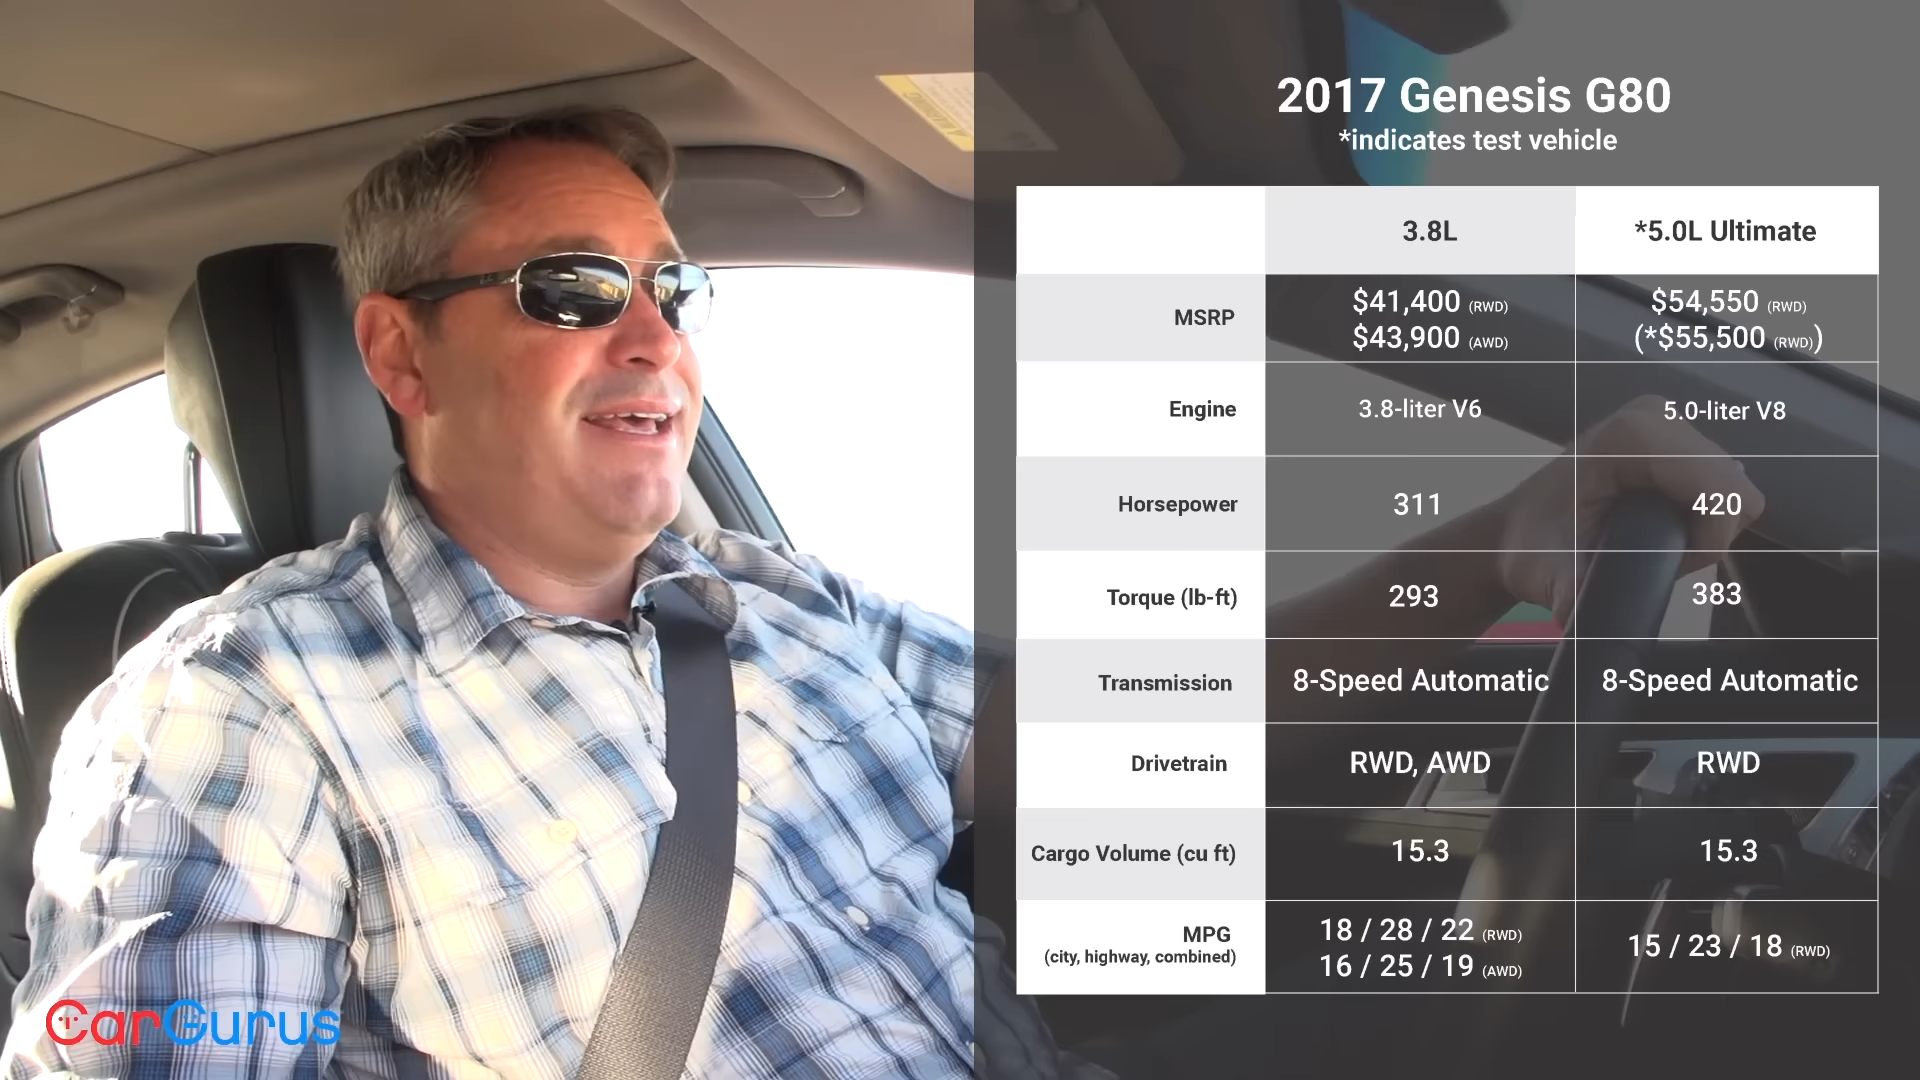 2017 Genesis G80
*indicates test vehicle
3.8L
*5.0L Ultimate
MSRP
$41,400 (RWD)
$43,900 (AWD)
$54,550 (RWD)
(*$55,500 (RWD))
Engine
3.8-liter V6
5.0-liter V8
Horsepower
311
420
Torque (lb-ft)
293
383
Transmission
8-Speed Automatic
8-Speed Automatic
Drivetrain
RWD, AWD
RWD
Cargo Volume (cu ft)
15.3
15.3
MPG
(city, highway, combined)
18 / 28 / 22 (RWD)
16 / 25 / 19 (AWD)
15 / 23 / 18 (RWD)
CarGurus